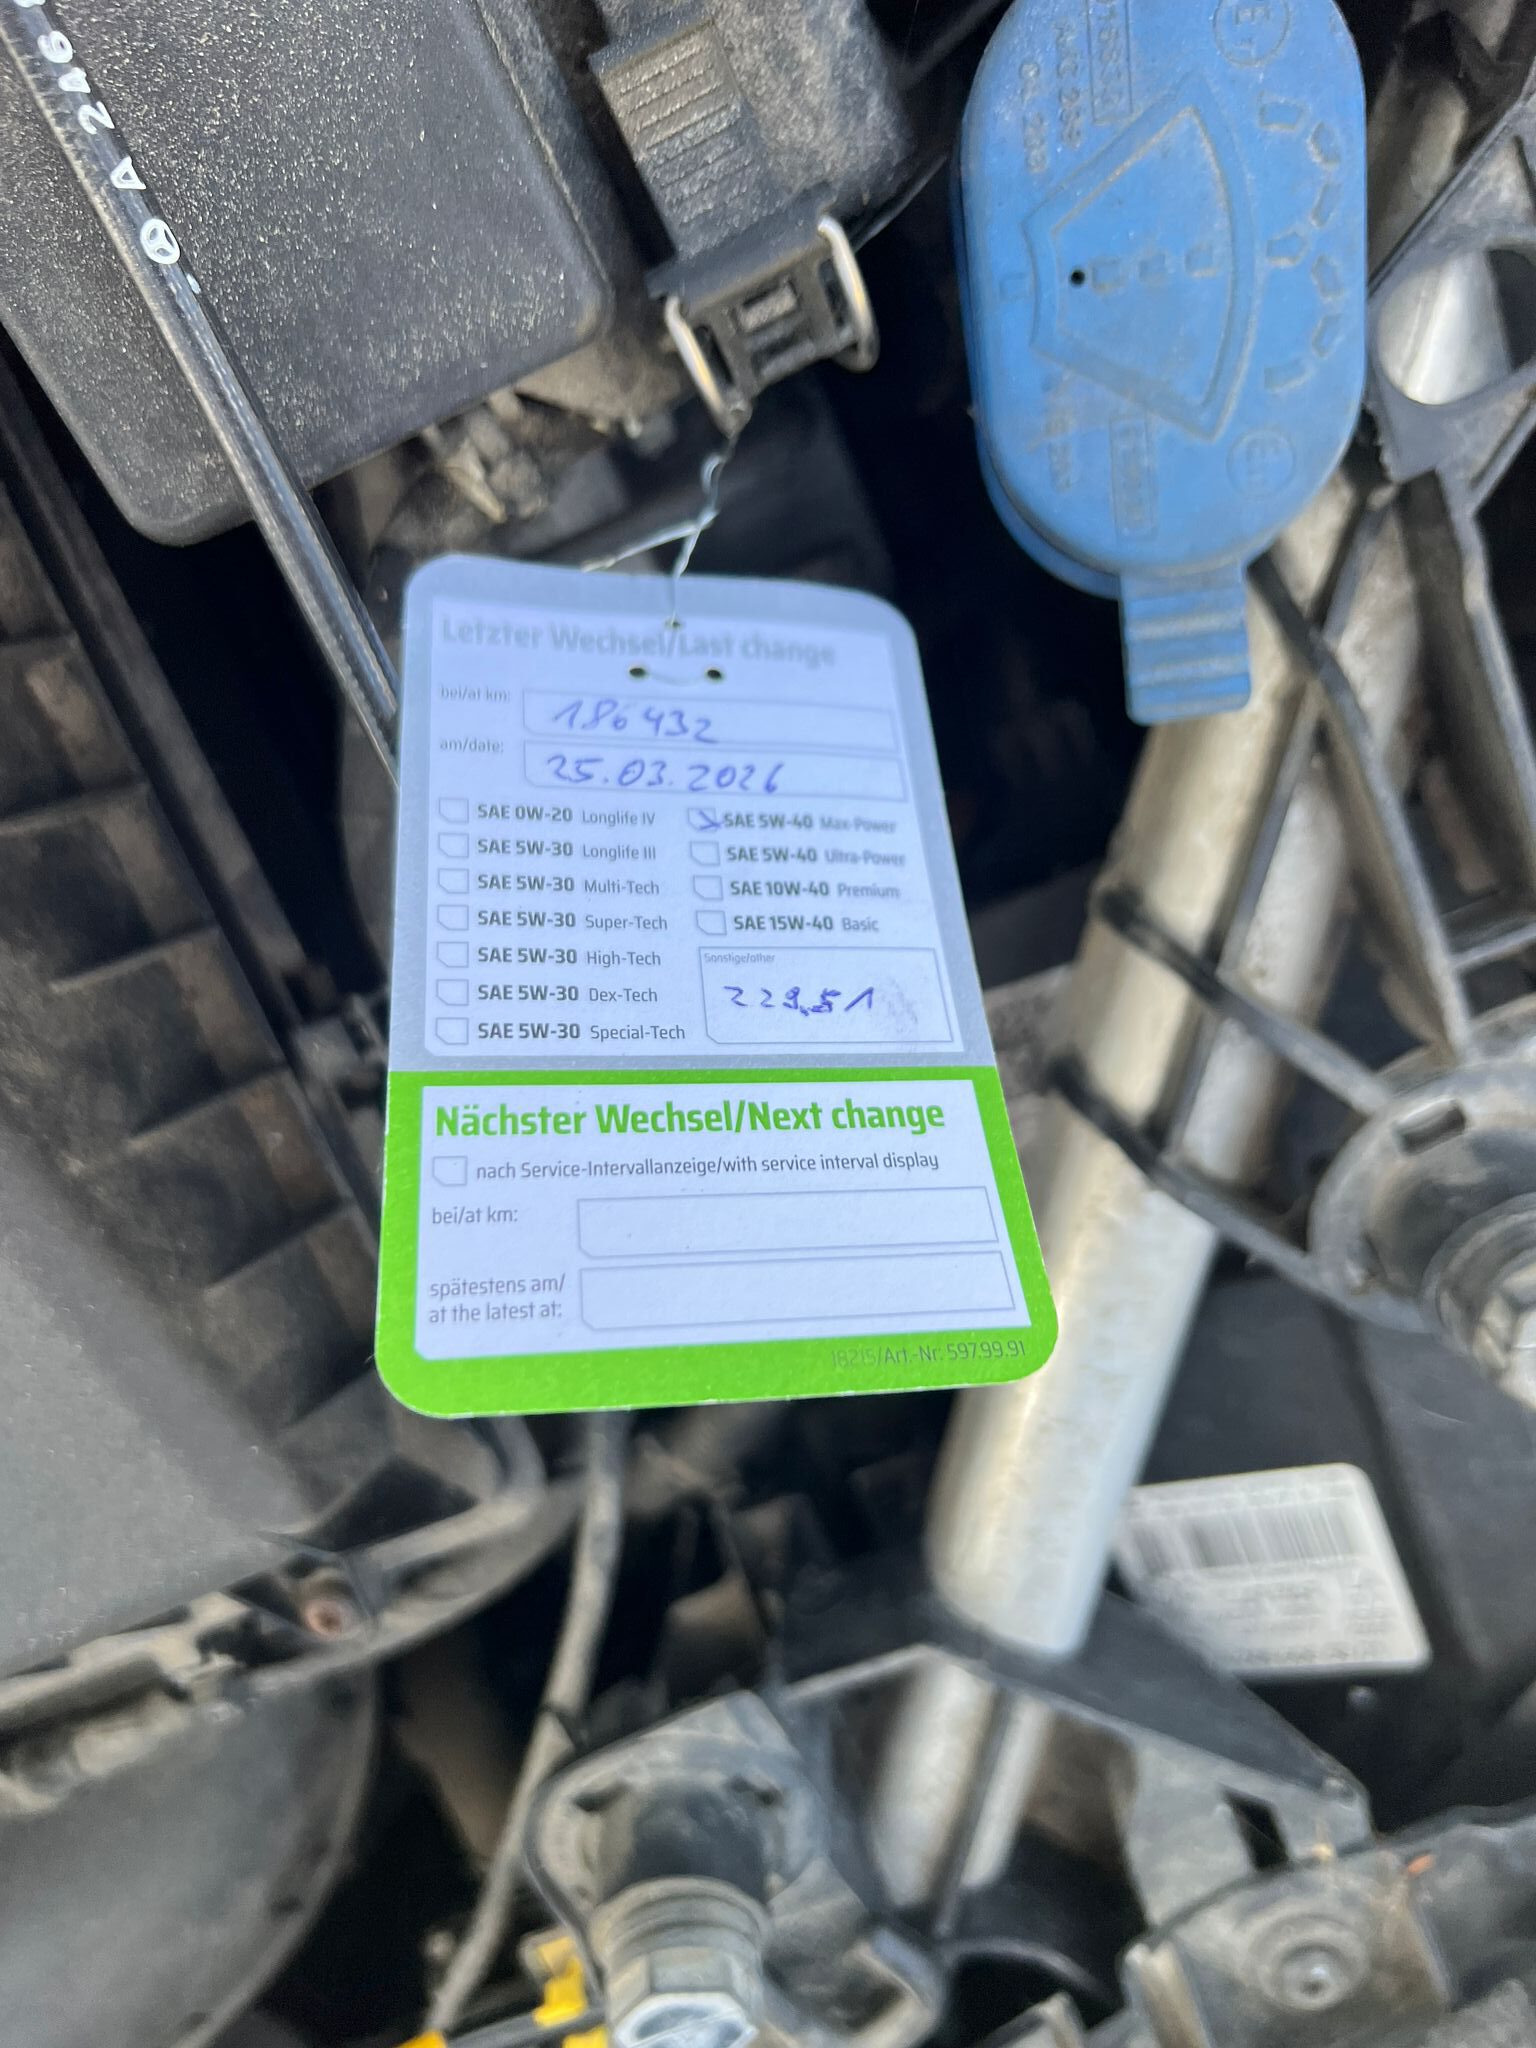 A 246
Letzter Wechsel/Last change
bei/at km: 186432
am/date: 25.03.2026
SAE 0W-20 Longlife IV
SAE 5W-30 Longlife III
SAE 5W-30 Multi-Tech
SAE 5W-30 Super-Tech
SAE 5W-30 High-Tech
SAE 5W-30 Dex-Tech
SAE 5W-30 Special-Tech
SAE 5W-40 Max-Power
SAE 5W-40 Ultra-Power
SAE 10W-40 Premium
SAE 15W-40 Basic
Sonstige/other
229.51
Nächster Wechsel/Next change
nach Service-Intervallanzeige/with service interval display
bei/at km:
spätestens am/
at the latest at:
18215/Art.-Nr. 597.99.91